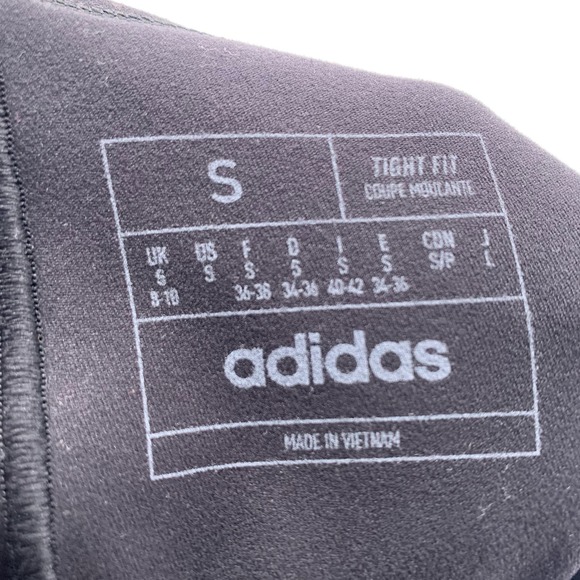 S
TIGHT FIT
COUPE MOULANTE
UK US F D I E CDN J
S S S S S S S/P L
8-10 36-38 34-36 40-42 34-36
adidas
MADE IN VIETNAM